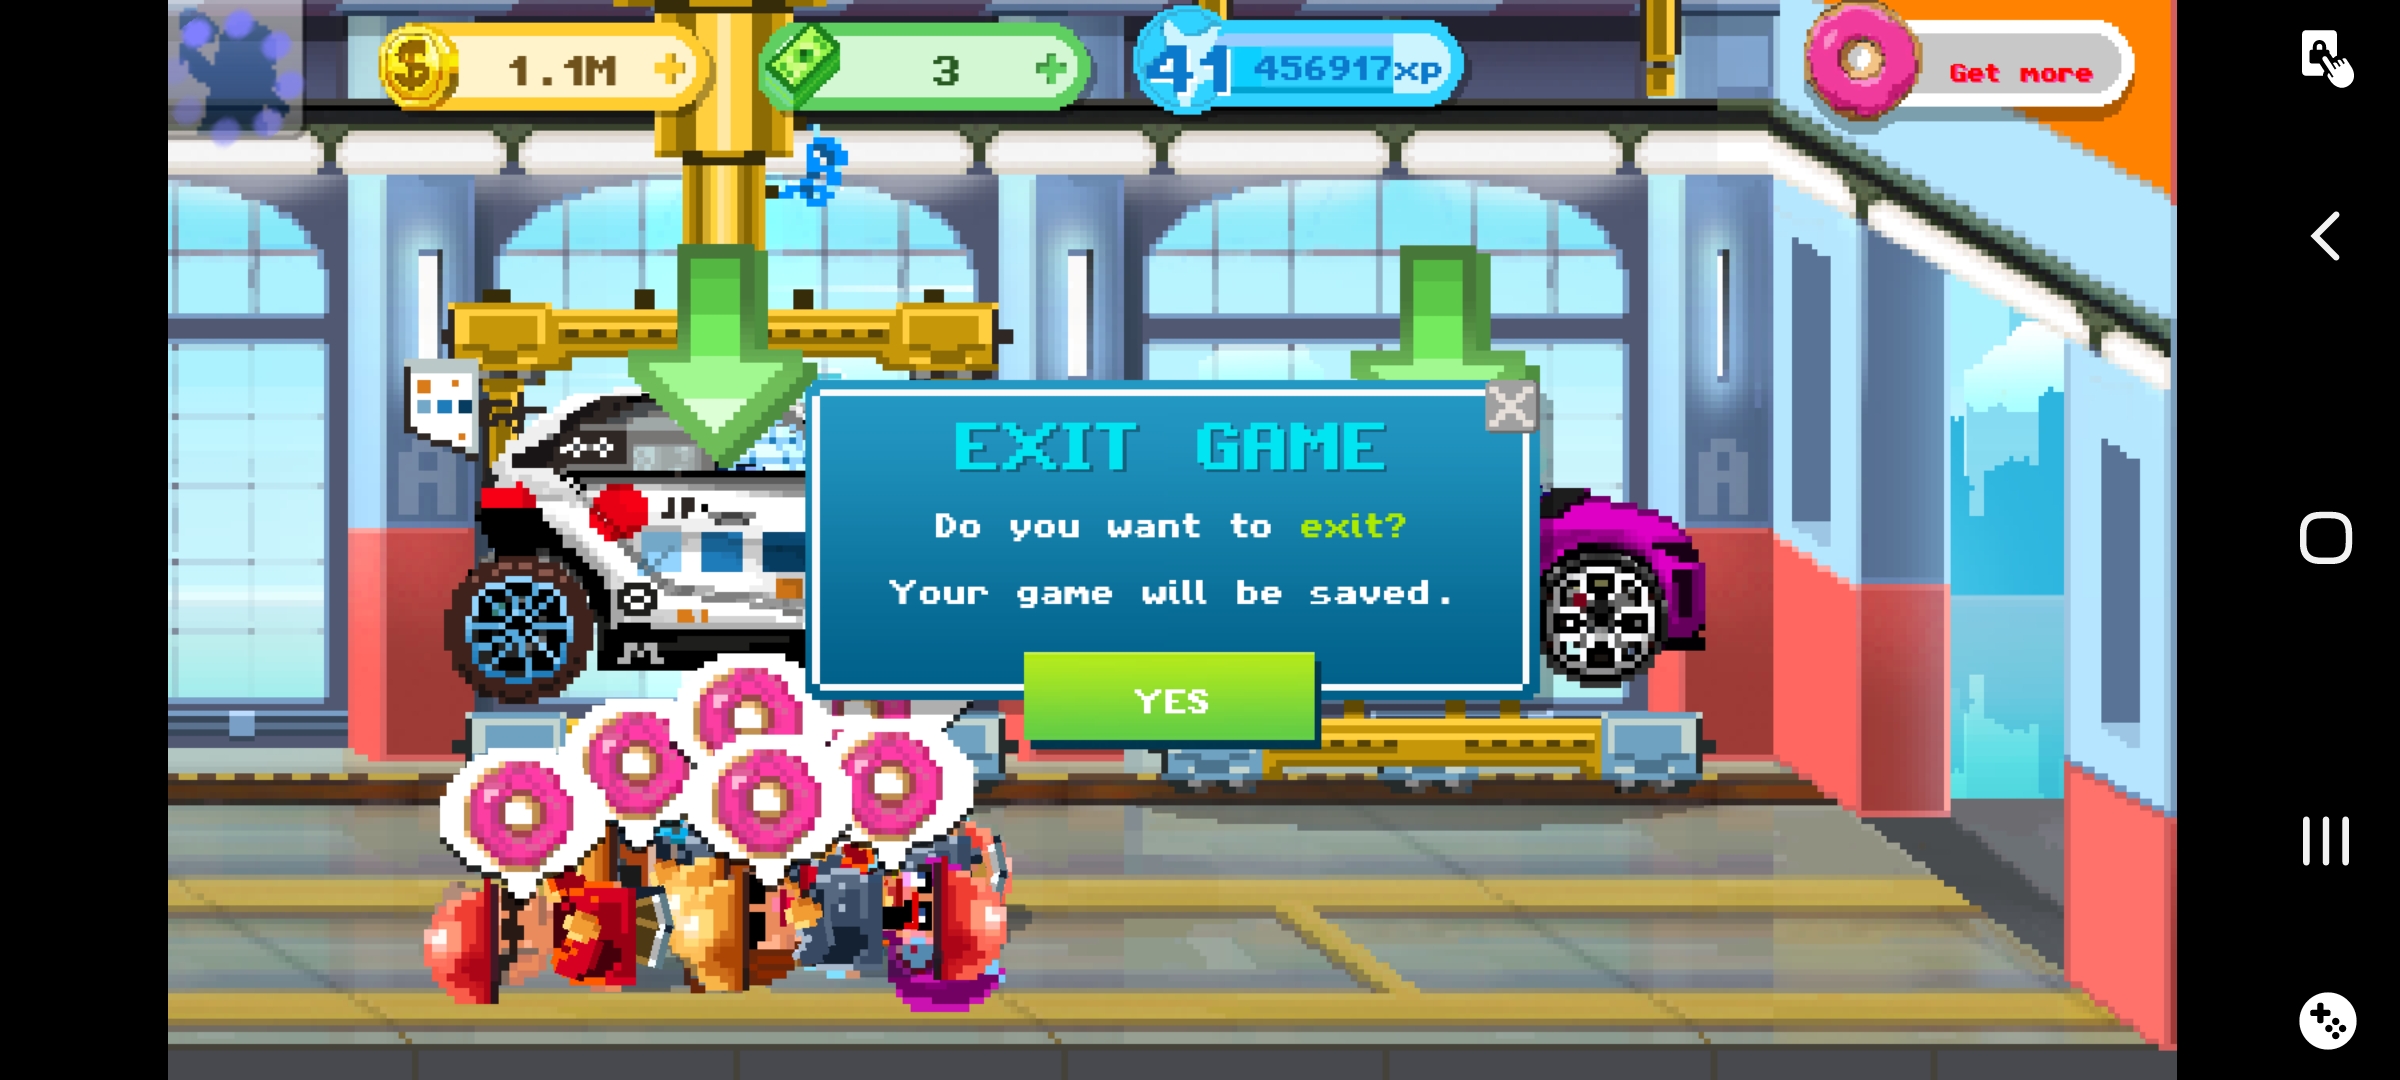 1.1M
3
41 456917xp
Get more
A
A
JP
EXIT GAME
Do you want to exit?
Your game will be saved.
YES